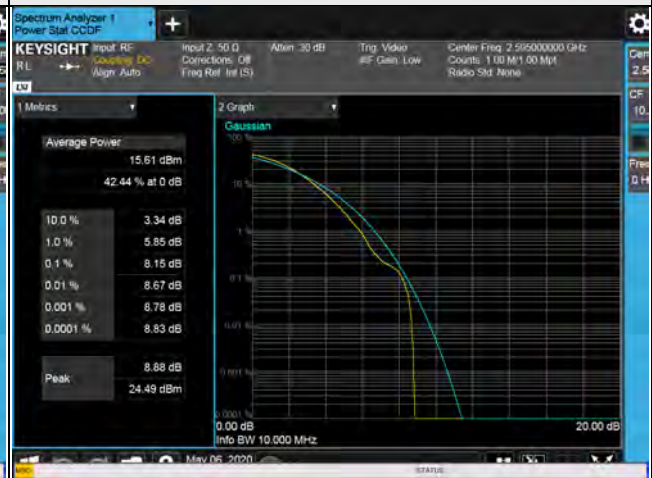 Spectrum Analyzer 1
Power Stat CCDF
KEYSIGHT
R L
Input: RF
Coupling: DC
Align: Auto
Input Z: 50 Ω
Corrections: Off
Freq Ref: Int (S)
Atten: 30 dB
Trig: Video
#IF Gain: Low
Center Freq: 2.595000000 GHz
Counts: 1.00 M/1.00 Mpt
Radio Std: None
LXI
1 Metrics
Average Power
15.61 dBm
42.44 % at 0 dB
10.0 % 3.34 dB
1.0 % 5.85 dB
0.1 % 8.15 dB
0.01 % 8.67 dB
0.001 % 8.78 dB
0.0001 % 8.83 dB
Peak 8.88 dB
24.49 dBm
2 Graph
Gaussian
100 %
10 %
1 %
0.1 %
0.01 %
0.001 %
0.0001 %
0.00 dB 20.00 dB
Info BW 10.000 MHz
May 06, 2020
MSG
STATUS
CF
10.
0 H